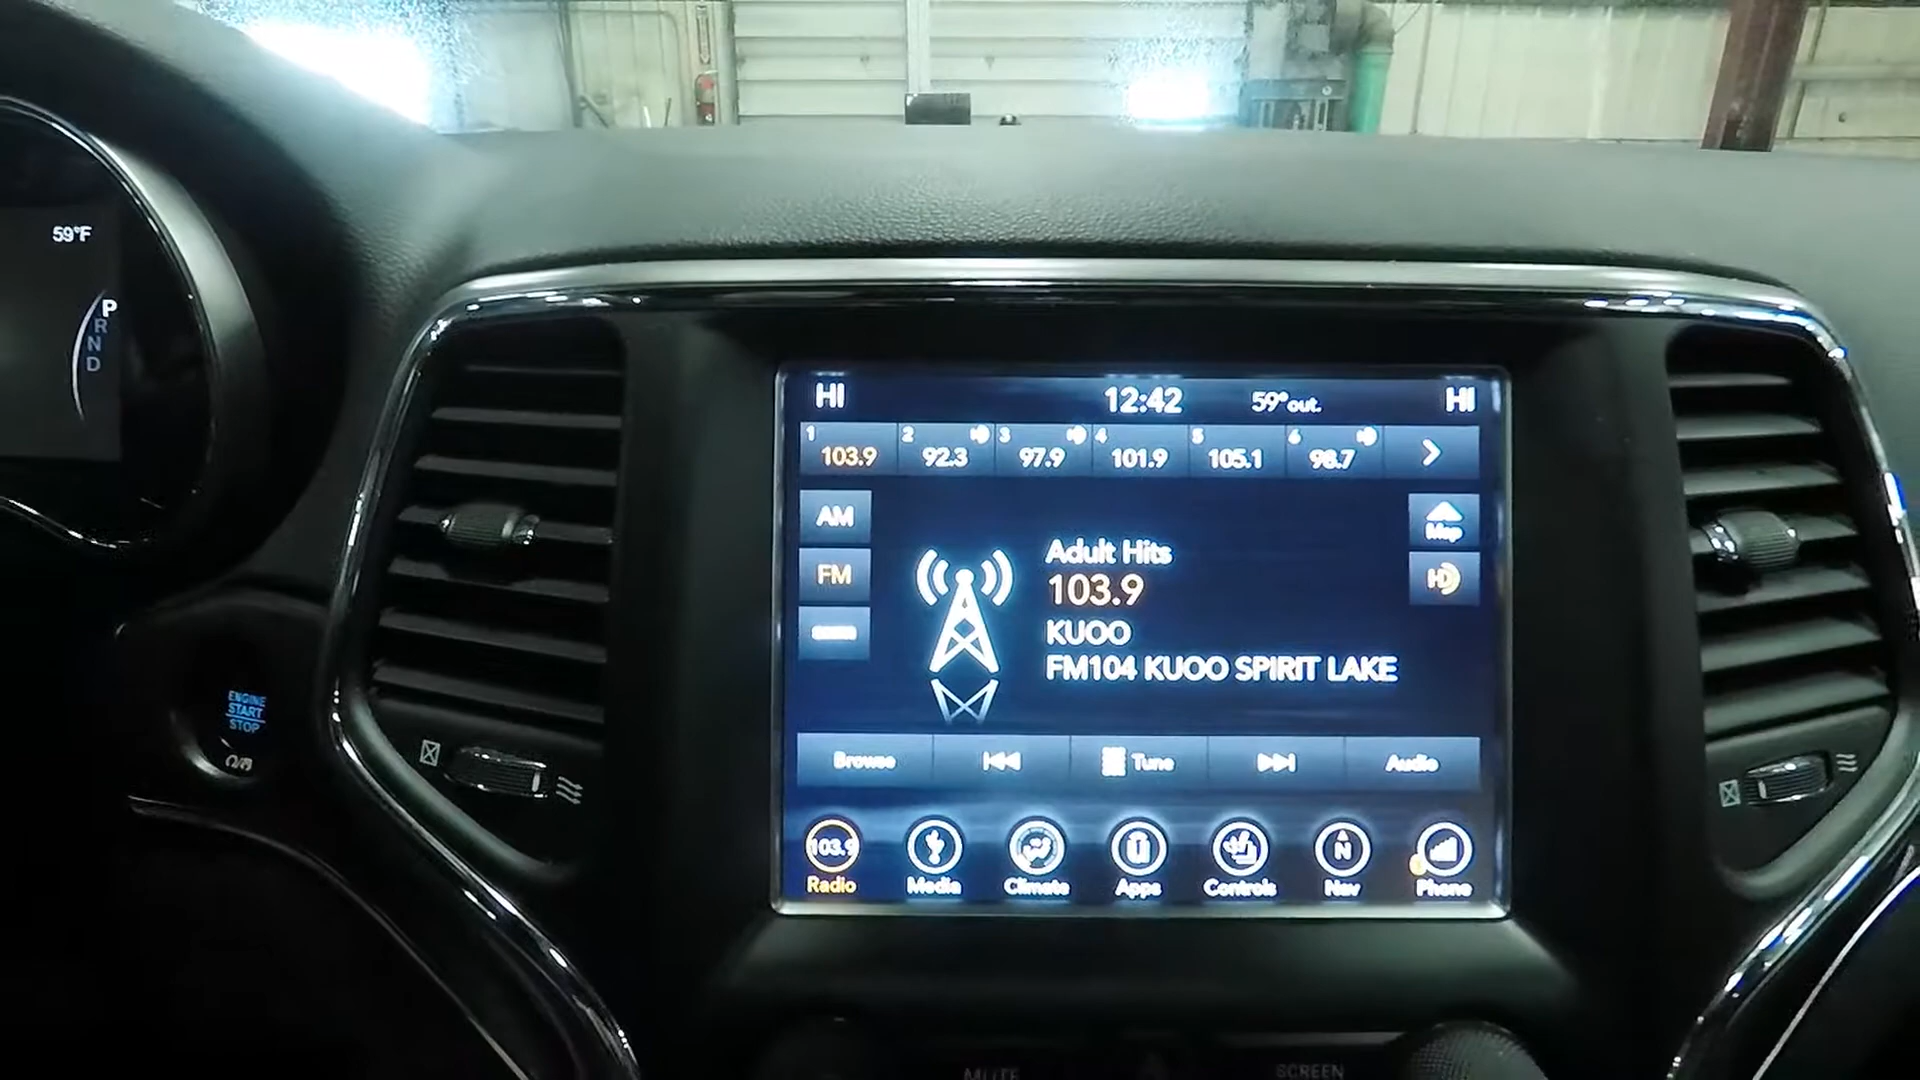 59°F
P
R
N
D
ENGINE
START
STOP
HI 12:42 59°out. HI
1 2 3 4 5 6
103.9 92.3 97.9 101.9 105.1 98.7
AM
Map
FM
HD
Adult Hits
103.9
KUOO
FM104 KUOO SPIRIT LAKE
Browse Tune Audio
103.9 N
Radio Media Climate Apps Controls Nav Phone
MUTE SCREEN